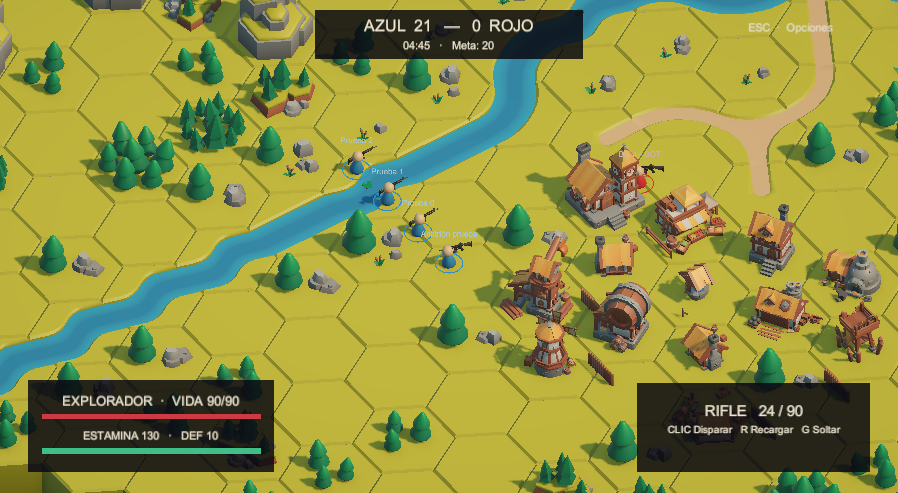 AZUL 21 — 0 ROJO
04:45 · Meta: 20
ESC · Opciones
Prueba 1
EXPLORADOR · VIDA 90/90
ESTAMINA 130 · DEF 10
RIFLE 24 / 90
CLIC Disparar R Recargar G Soltar